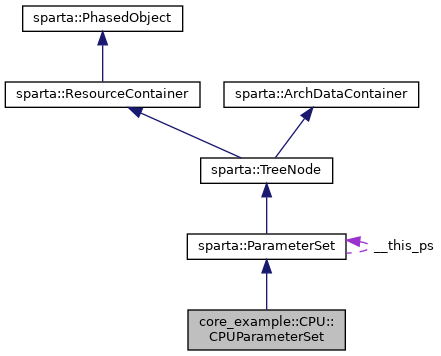 sparta::PhasedObject
sparta::ResourceContainer
sparta::ArchDataContainer
sparta::TreeNode
sparta::ParameterSet
__this_ps
core_example::CPU::
CPUParameterSet